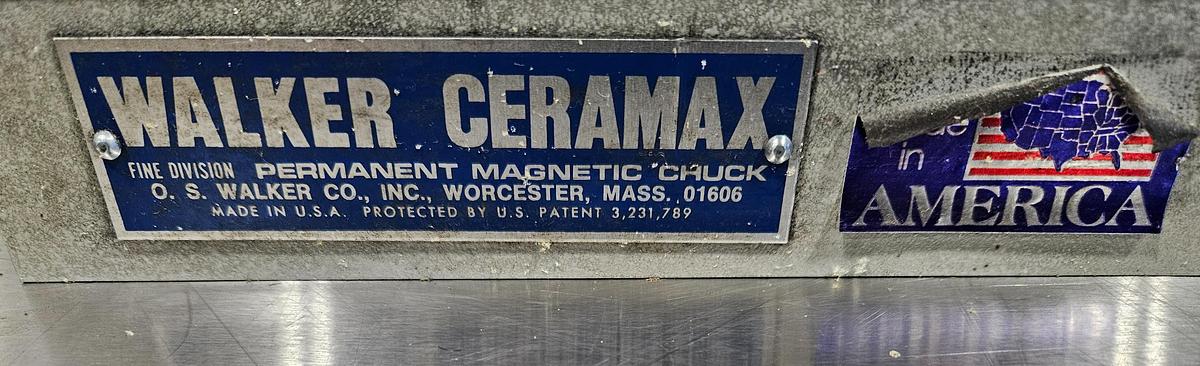 WALKER CERAMAX
FINE DIVISION PERMANENT MAGNETIC CHUCK
O. S. WALKER CO., INC., WORCESTER, MASS. 01606
MADE IN U.S.A. PROTECTED BY U.S. PATENT 3,231,789
in
AMERICA